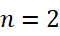 n = 2